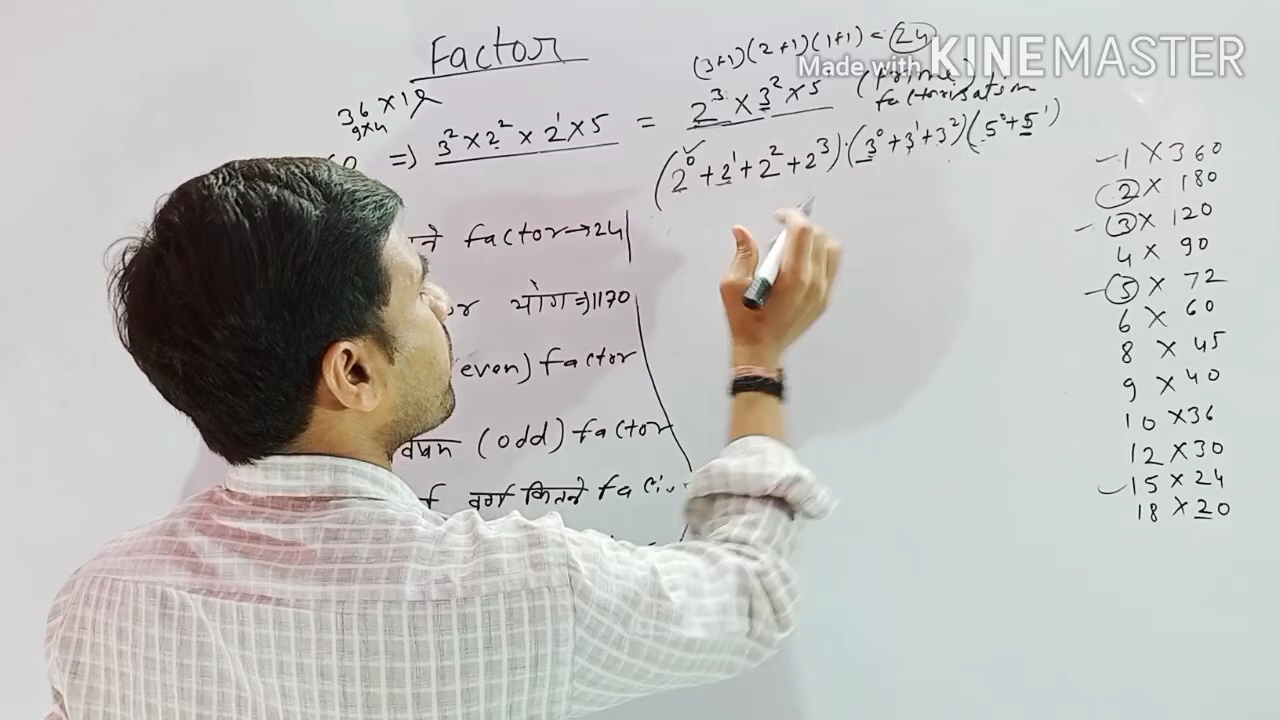 Factor
(3+1)(2+1)(1+1) = 24
Made with KINEMASTER
36 × 12
9×4
0 => 3² × 2² × 2¹ × 5 = 2³ × 3² × 5¹ (prime) factorisation
(2⁰ + 2¹ + 2² + 2³)·(3⁰ + 3¹ + 3²)(5⁰ + 5¹)
factor → 24
योग => 1170
(even) factor
(odd) factor
वर्ग कितने
1 × 360
2 × 180
3 × 120
4 × 90
5 × 72
6 × 60
8 × 45
9 × 40
10 × 36
12 × 30
15 × 24
18 × 20